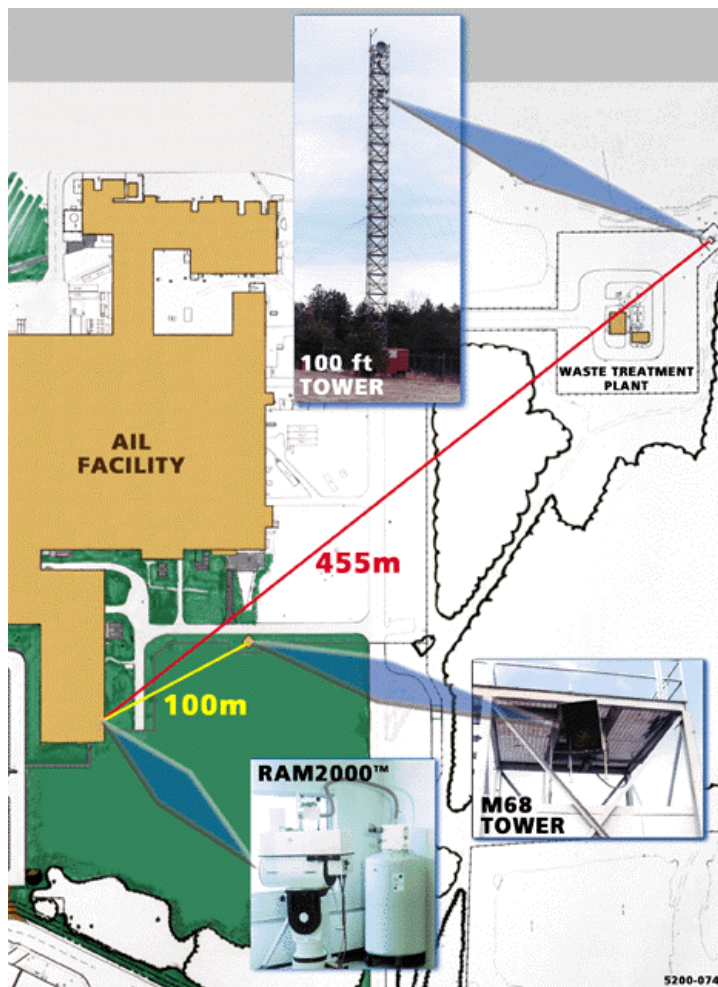 100 ft
TOWER
WASTE TREATMENT
PLANT
AIL
FACILITY
455m
100m
RAM2000™
M68
TOWER
5200-074